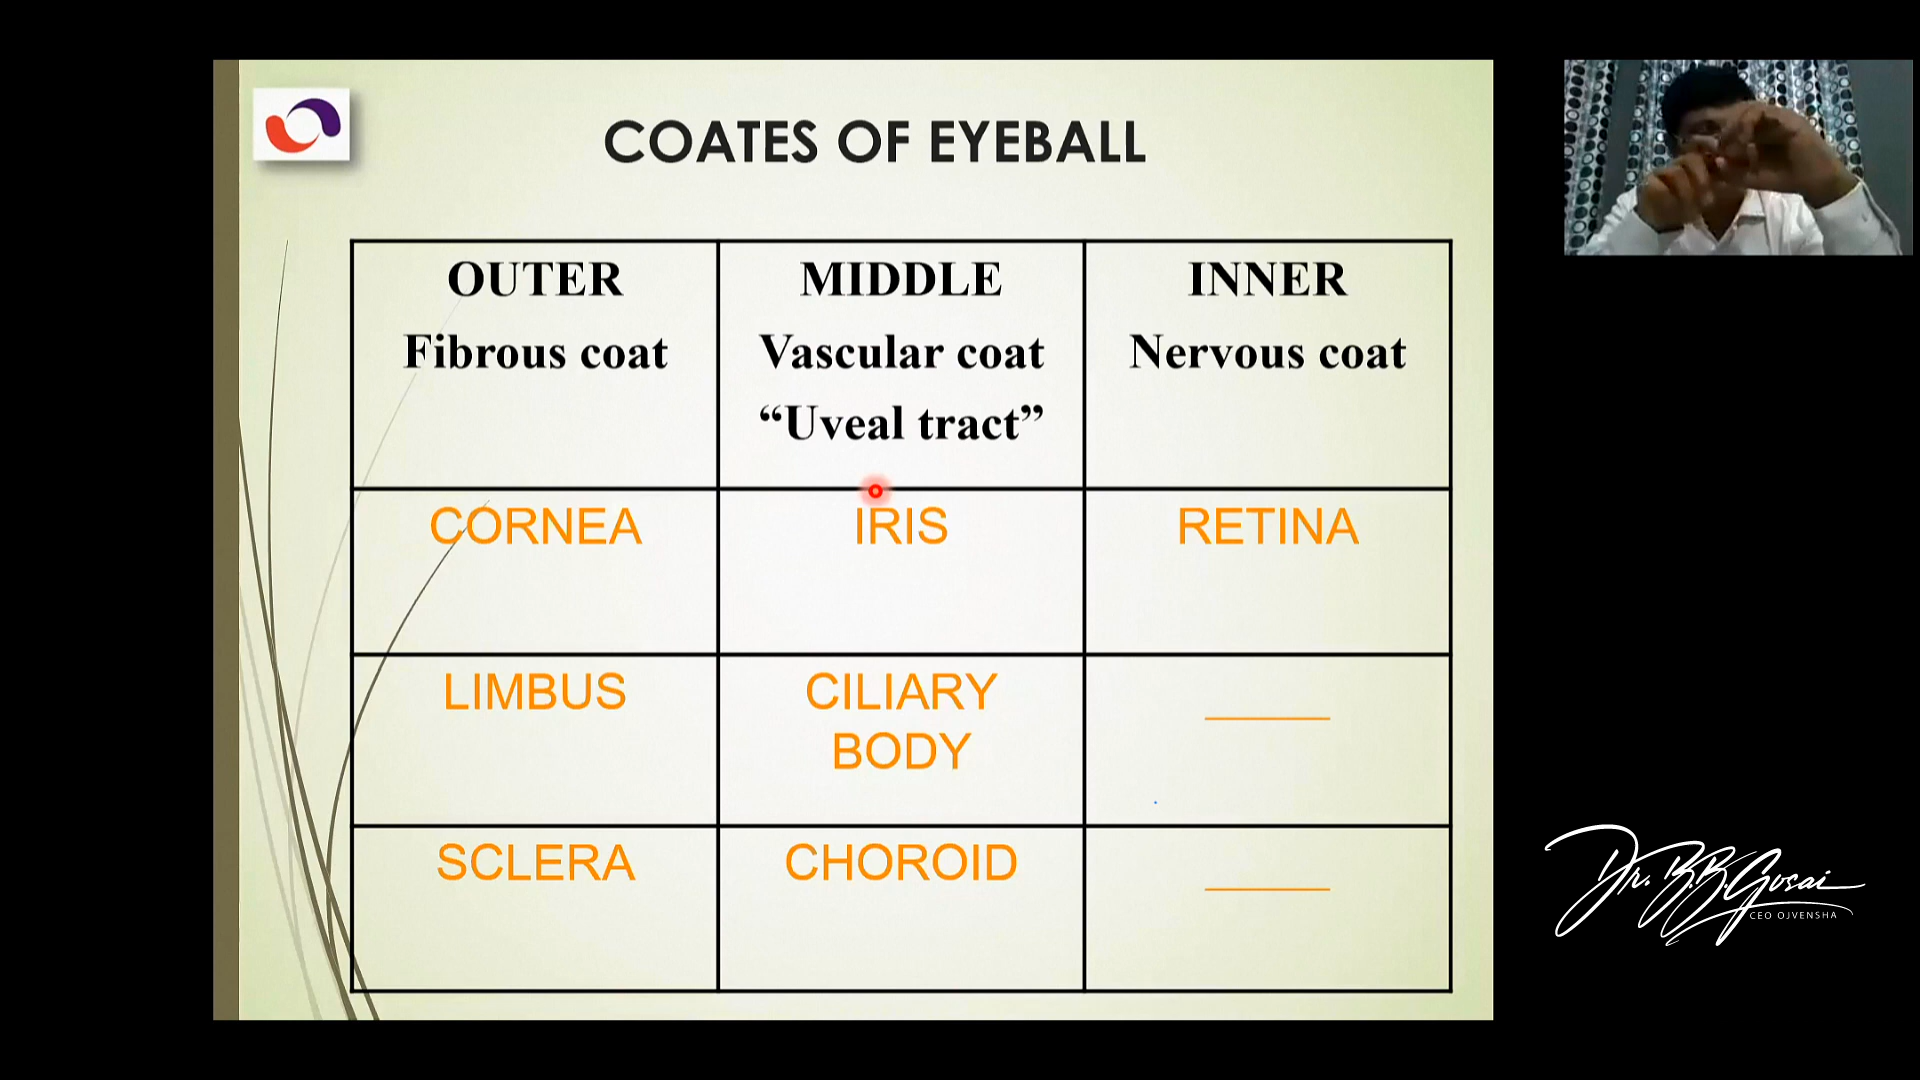 COATES OF EYEBALL
OUTER
Fibrous coat
MIDDLE
Vascular coat
“Uveal tract”
INNER
Nervous coat
CORNEA
IRIS
RETINA
LIMBUS
CILIARY
BODY
SCLERA
CHOROID
Dr. B.B. Gosai
CEO OJVENSHA